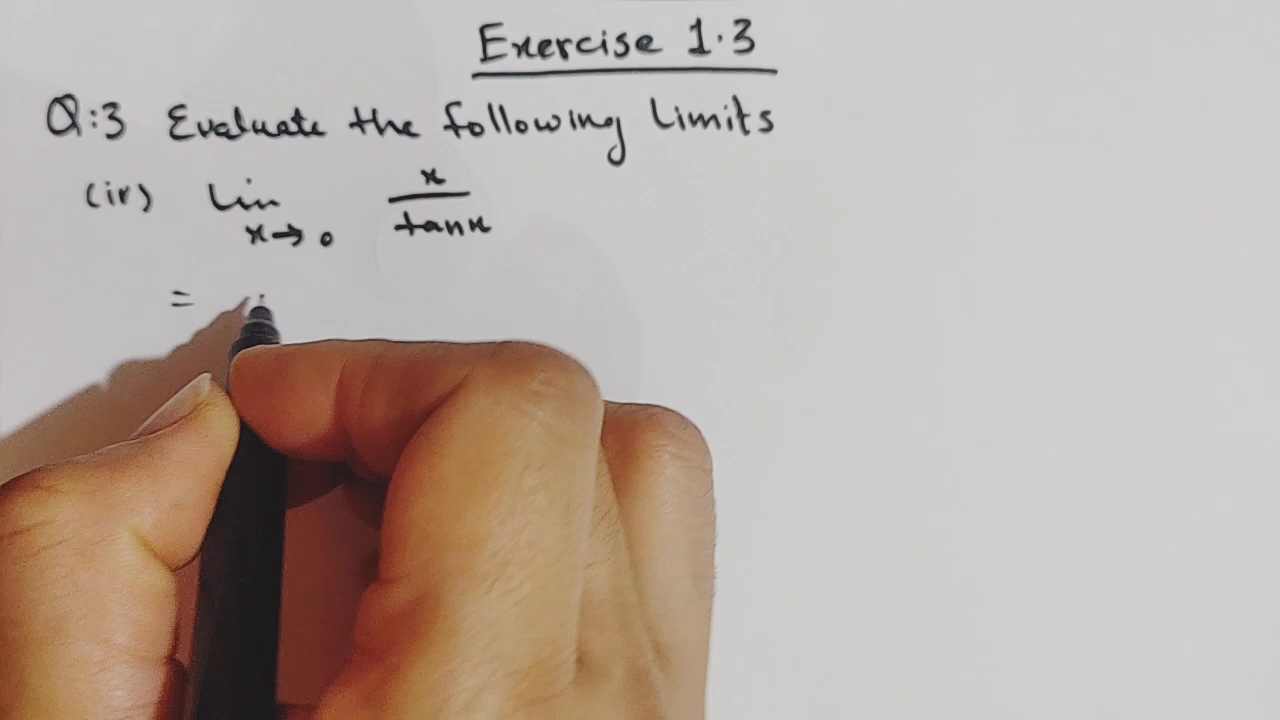 Exercise 1.3
Q:3 Evaluate the following Limits
(iv) Lim x→0 x/tanx
=